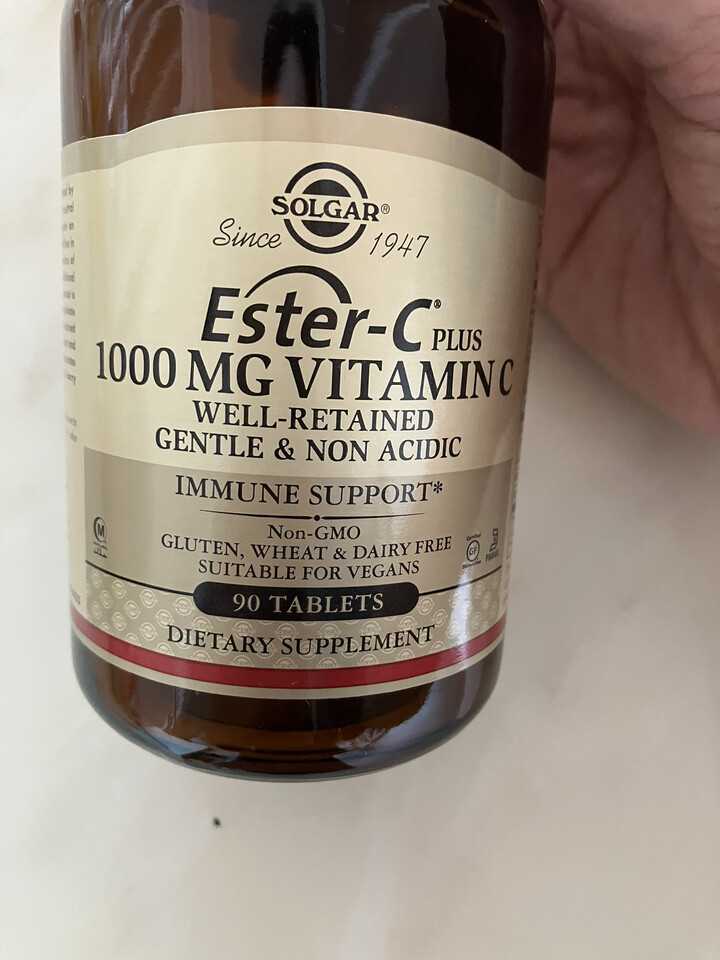 SOLGAR®
Since 1947
Ester-C® PLUS
1000 MG VITAMIN C
WELL-RETAINED
GENTLE & NON ACIDIC
IMMUNE SUPPORT*
Non-GMO
GLUTEN, WHEAT & DAIRY FREE
SUITABLE FOR VEGANS
90 TABLETS
DIETARY SUPPLEMENT
M
GF